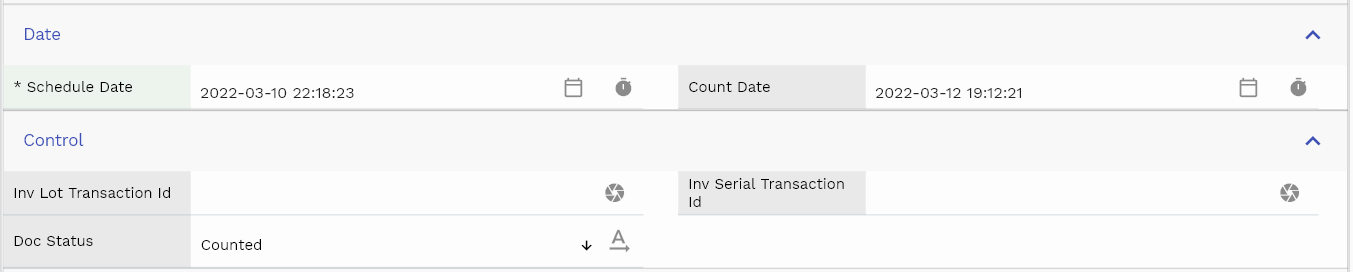 Date
* Schedule Date
2022-03-10 22:18:23
Count Date
2022-03-12 19:12:21
Control
Inv Lot Transaction Id
Inv Serial Transaction
Id
Doc Status
Counted
A